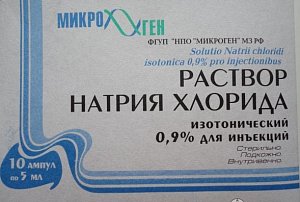 МИКРОГЕН
ФГУП "НПО "МИКРОГЕН" МЗ РФ
Solutio Natrii chloridi
isotonica 0,9% pro injectionibus
РАСТВОР
НАТРИЯ ХЛОРИДА
ИЗОТОНИЧЕСКИЙ
0,9% ДЛЯ ИНЪЕКЦИЙ
Стерильно
Подкожно
Внутривенно
10 АМПУЛ
по 5 мл